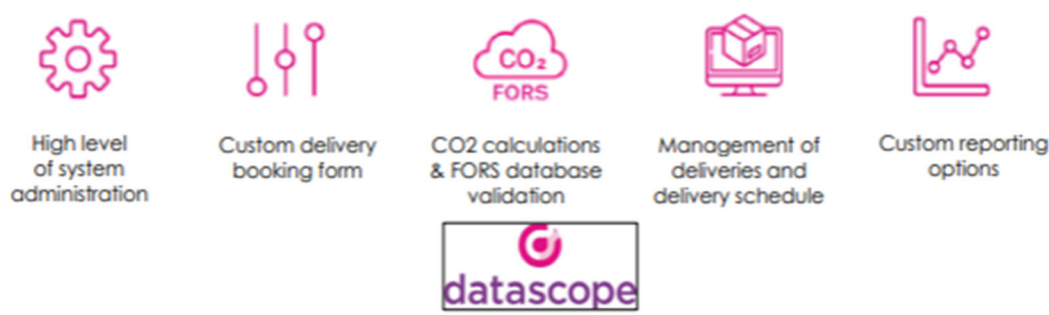 CO₂
FORS
High level
of system
administration
Custom delivery
booking form
CO2 calculations
& FORS database
validation
Management of
deliveries and
delivery schedule
Custom reporting
options
datascope